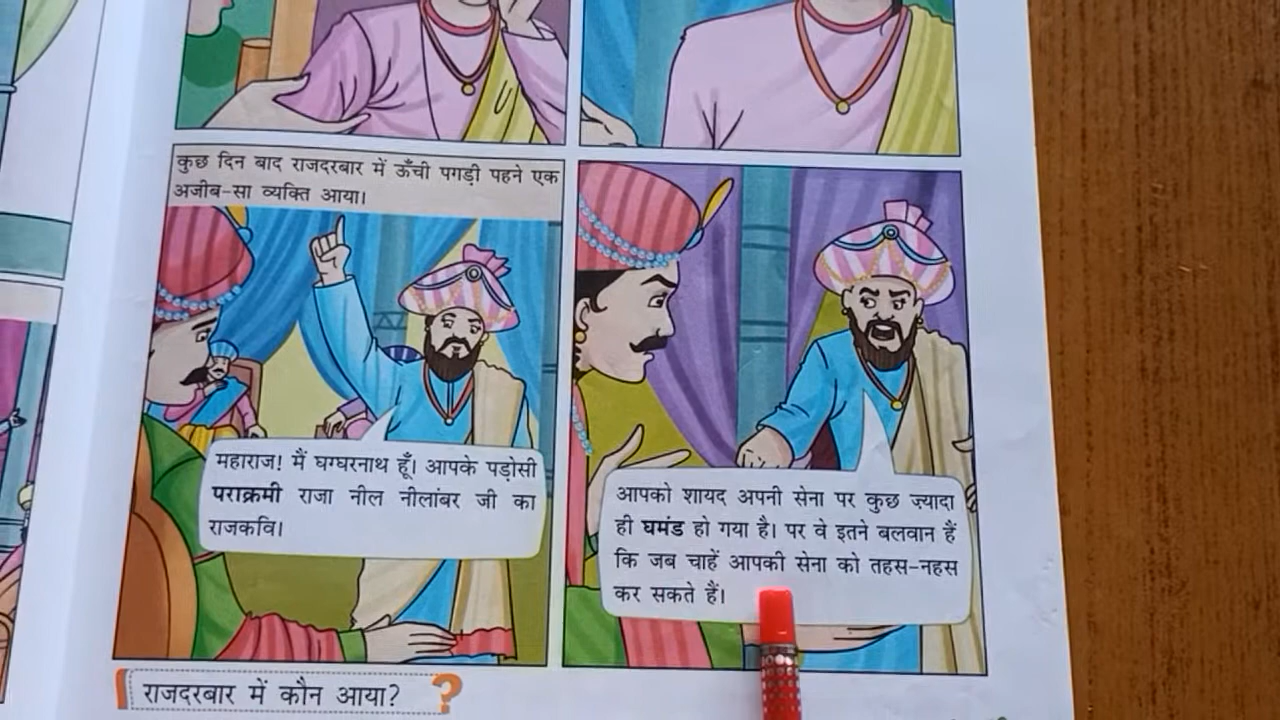 कुछ दिन बाद राजदरबार में ऊँची पगड़ी पहने एक
अजीब-सा व्यक्ति आया।
महाराज! मैं घग्घरनाथ हूँ। आपके पड़ोसी
पराक्रमी राजा नील नीलांबर जी का
राजकवि।
आपको शायद अपनी सेना पर कुछ ज़्यादा
ही घमंड हो गया है। पर वे इतने बलवान हैं
कि जब चाहें आपकी सेना को तहस-नहस
कर सकते हैं।
राजदरबार में कौन आया?